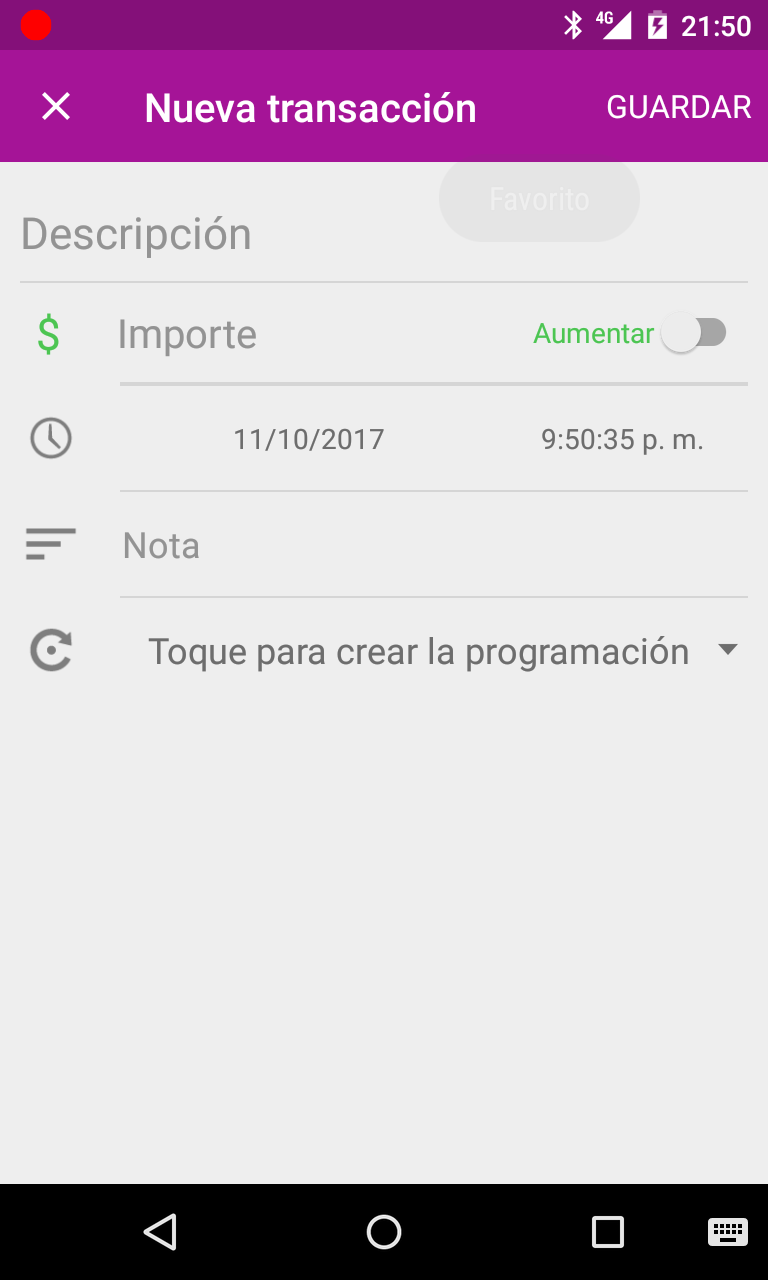 4G 21:50
Nueva transacción GUARDAR
Favorito
Descripción
$ Importe Aumentar
11/10/2017 9:50:35 p. m.
Nota
Toque para crear la programación